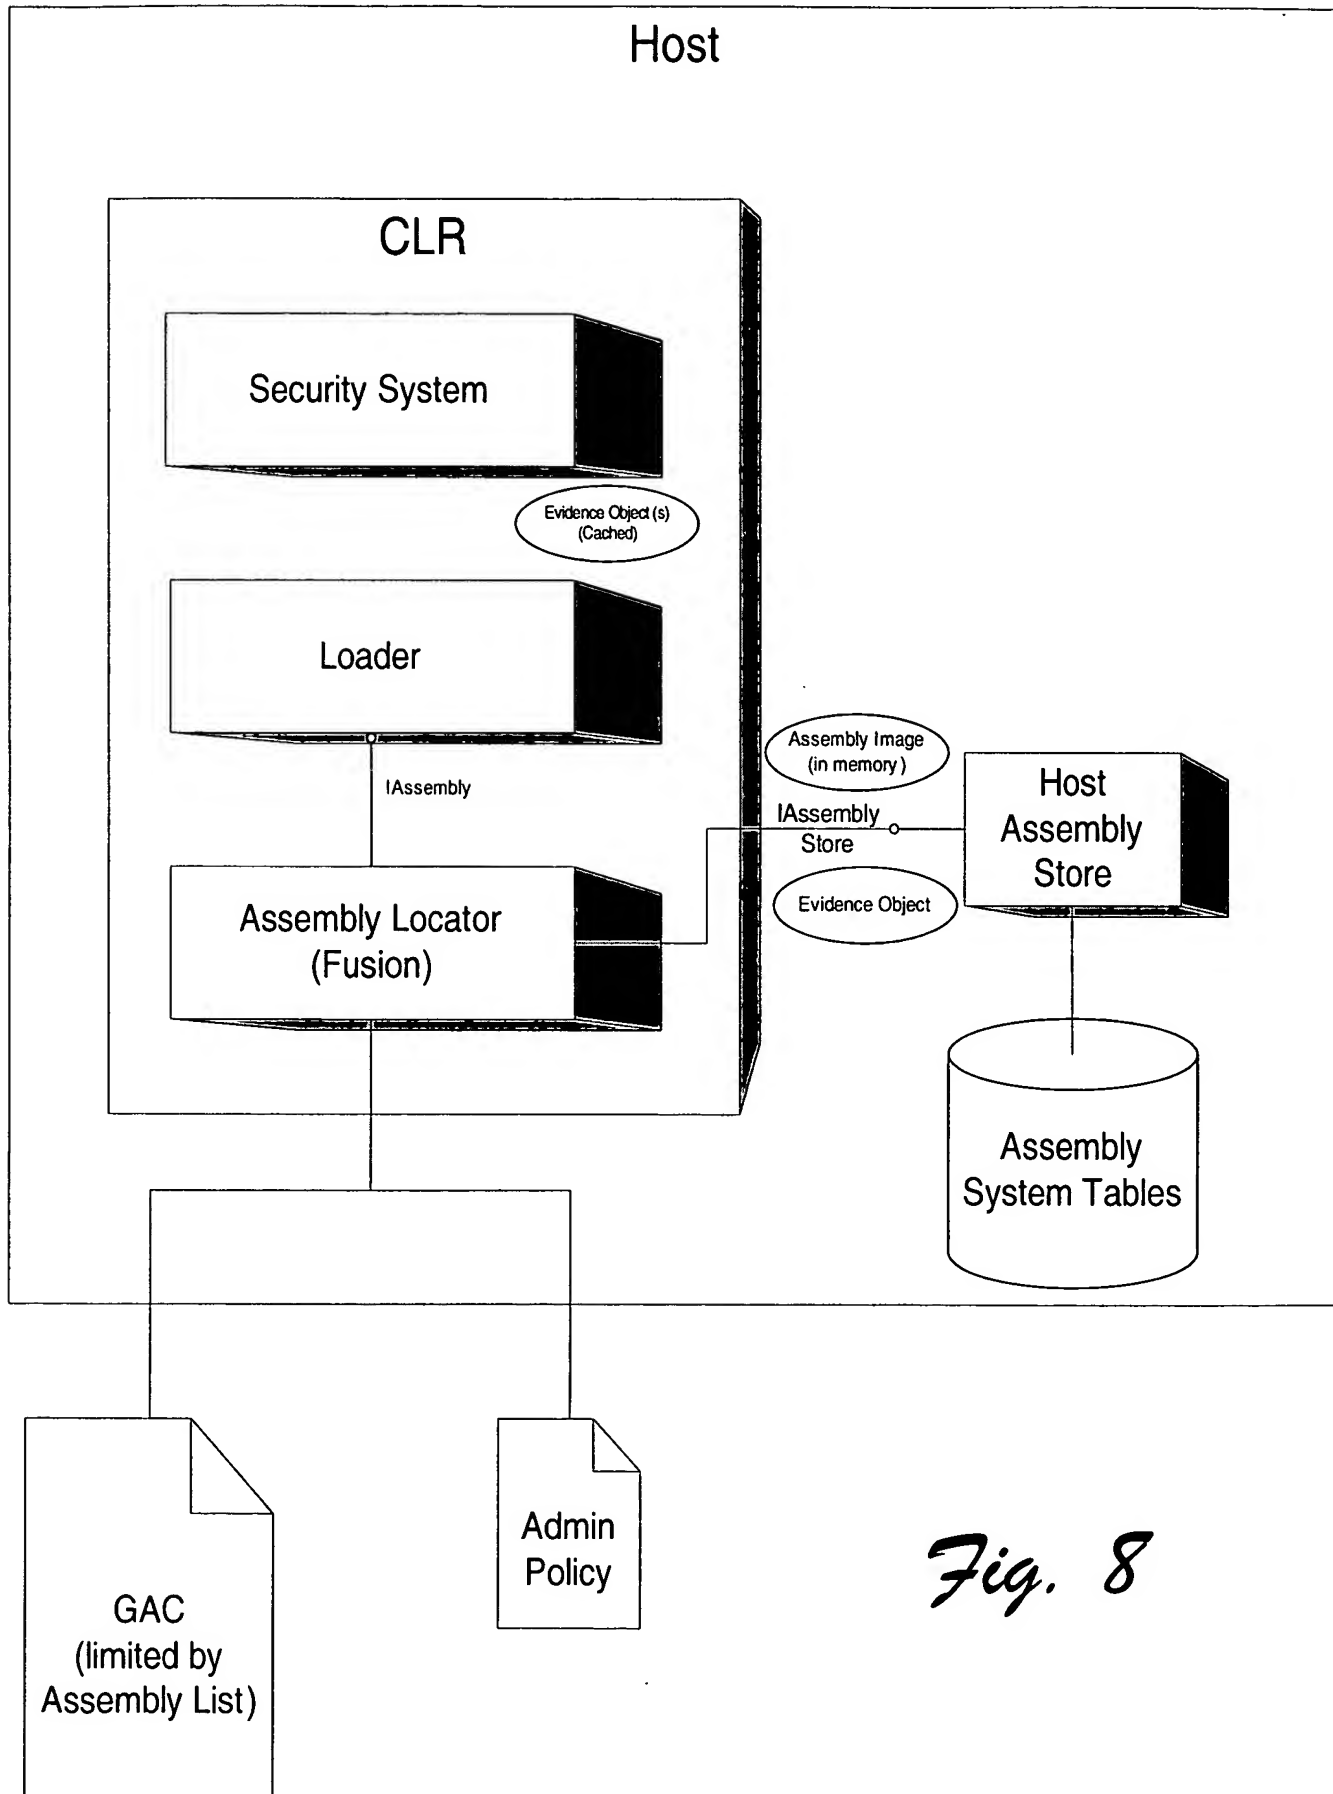 Host
CLR
Security System
Evidence Object (s)
(Cached)
Loader
IAssembly
Assembly Image
(in memory)
IAssembly
Store
Evidence Object
Host
Assembly
Store
Assembly Locator
(Fusion)
Assembly
System Tables
Admin
Policy
GAC
(limited by
Assembly List)
Fig. 8